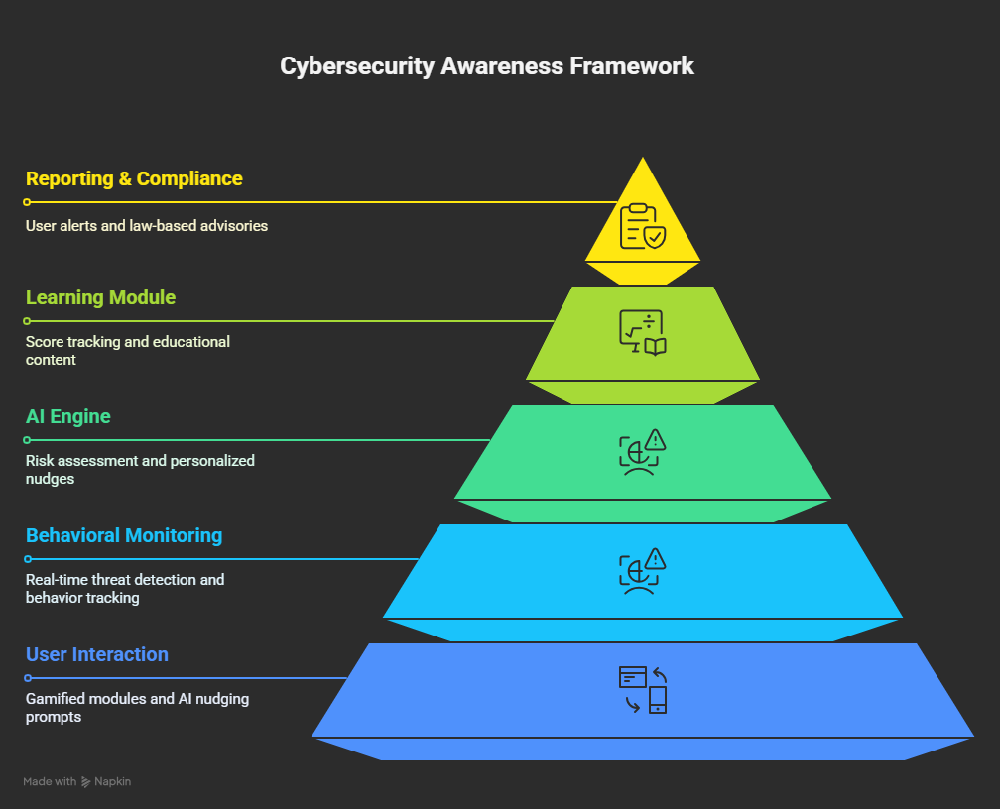 Cybersecurity Awareness Framework
Reporting & Compliance
User alerts and law-based advisories
Learning Module
Score tracking and educational
content
AI Engine
Risk assessment and personalized
nudges
Behavioral Monitoring
Real-time threat detection and
behavior tracking
User Interaction
Gamified modules and AI nudging
prompts
Made with Napkin